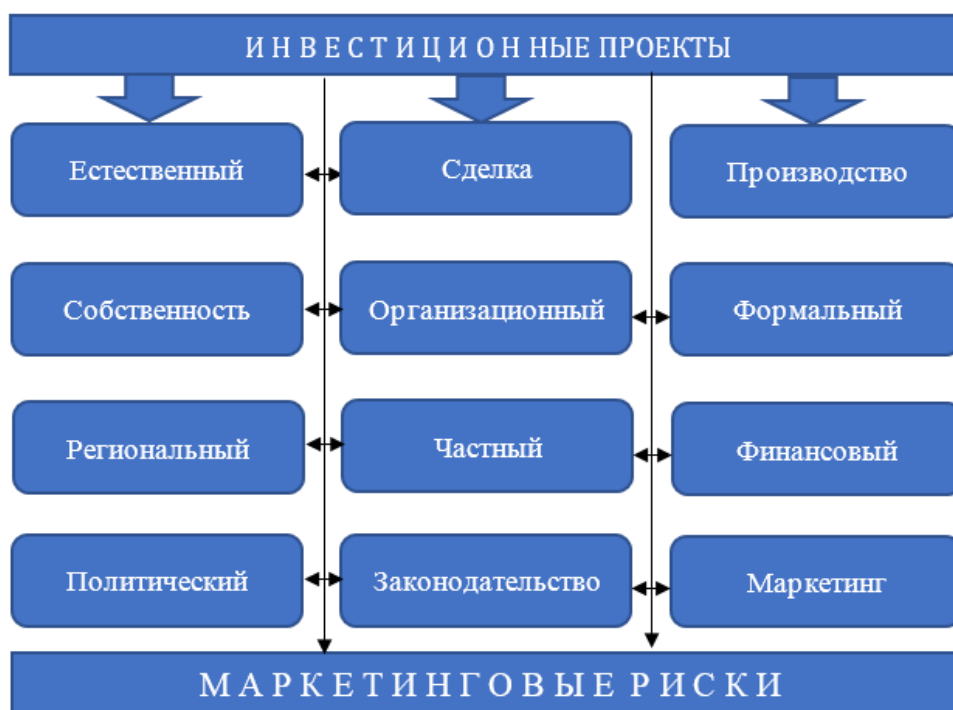 И Н В Е С Т И Ц И О Н НЫЕ ПРОЕКТЫ
Естественный
Сделка
Производство
Собственность
Организационный
Формальный
Региональный
Частный
Финансовый
Политический
Законодательство
Маркетинг
М А Р К Е Т И Н Г О В Ы Е Р И С К И